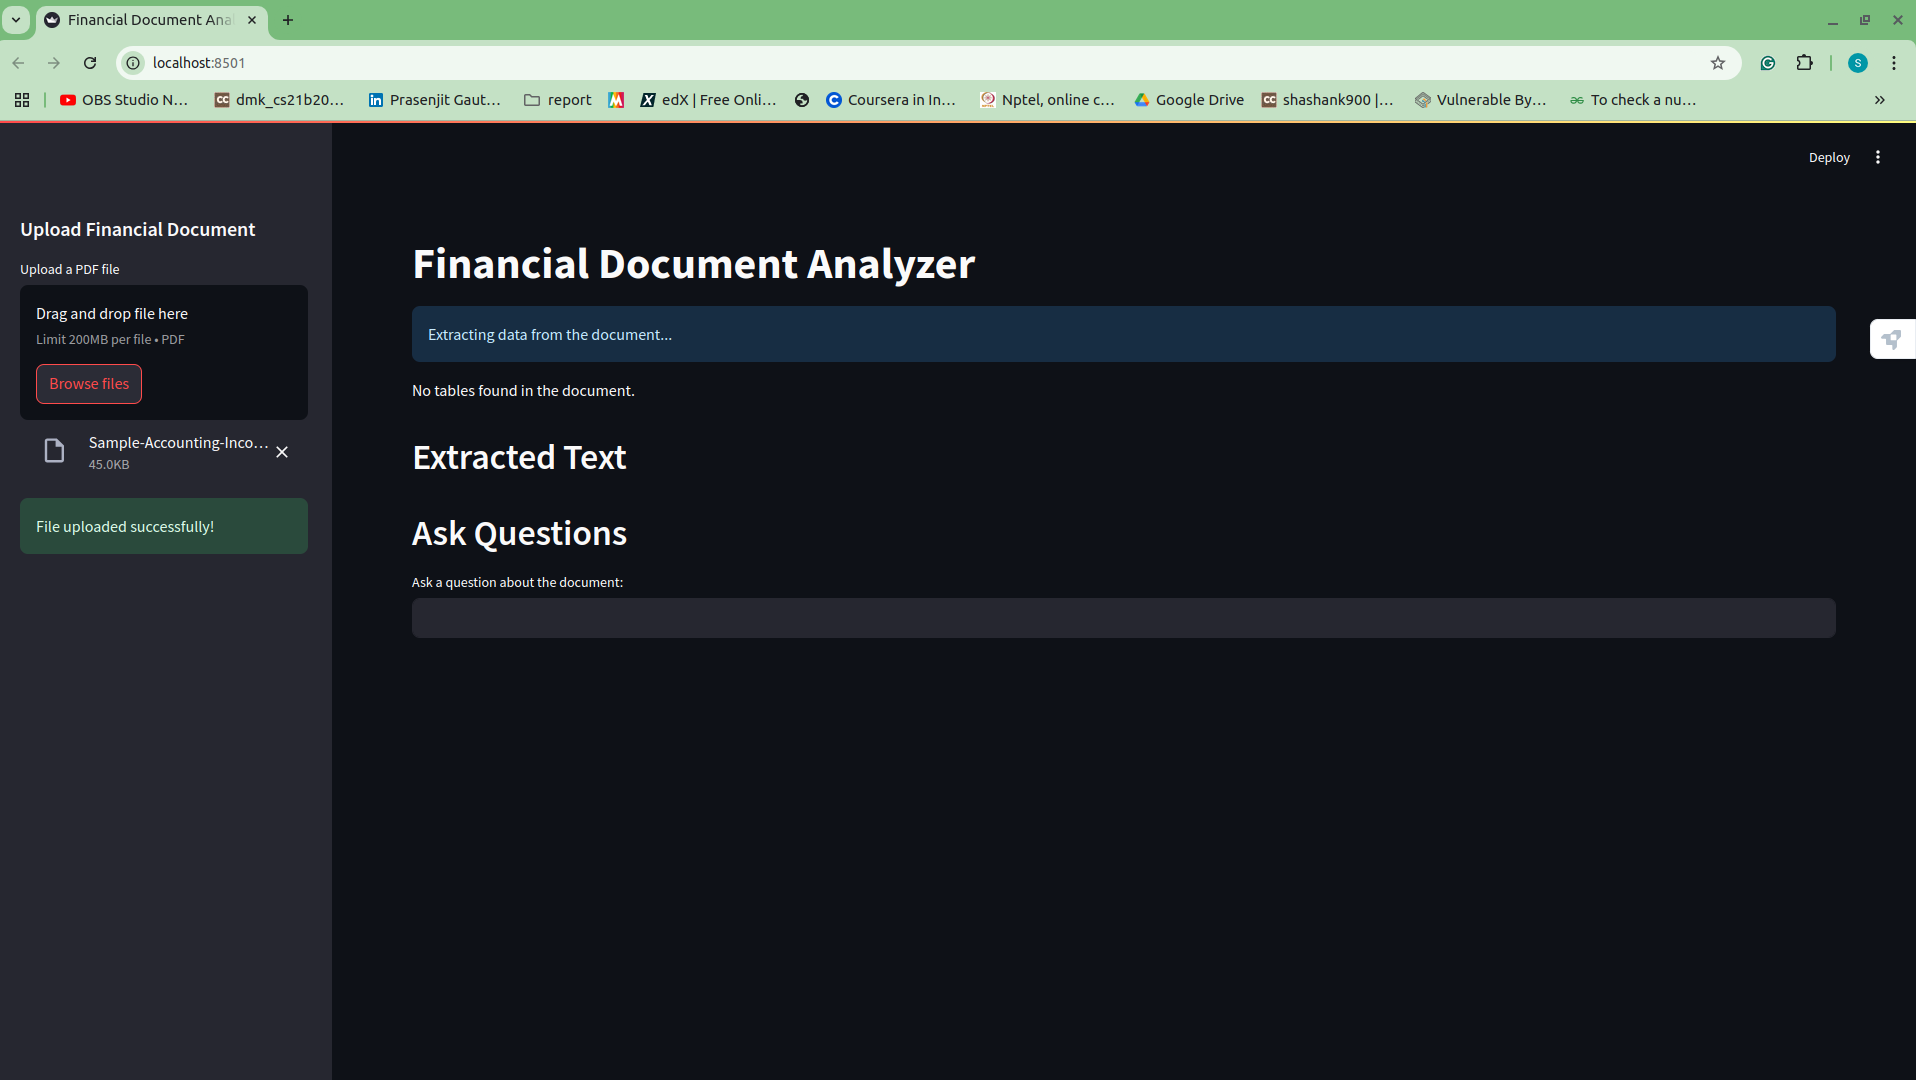 Financial Document Ana
localhost:8501
OBS Studio N... dmk_cs21b20... Prasenjit Gaut... report edX | Free Onli... Coursera in In... Nptel, online c... Google Drive shashank900 |... Vulnerable By... To check a nu...
Deploy
Upload Financial Document
Upload a PDF file
Drag and drop file here
Limit 200MB per file • PDF
Browse files
Sample-Accounting-Inco...
45.0KB
File uploaded successfully!
Financial Document Analyzer
Extracting data from the document...
No tables found in the document.
Extracted Text
Ask Questions
Ask a question about the document: